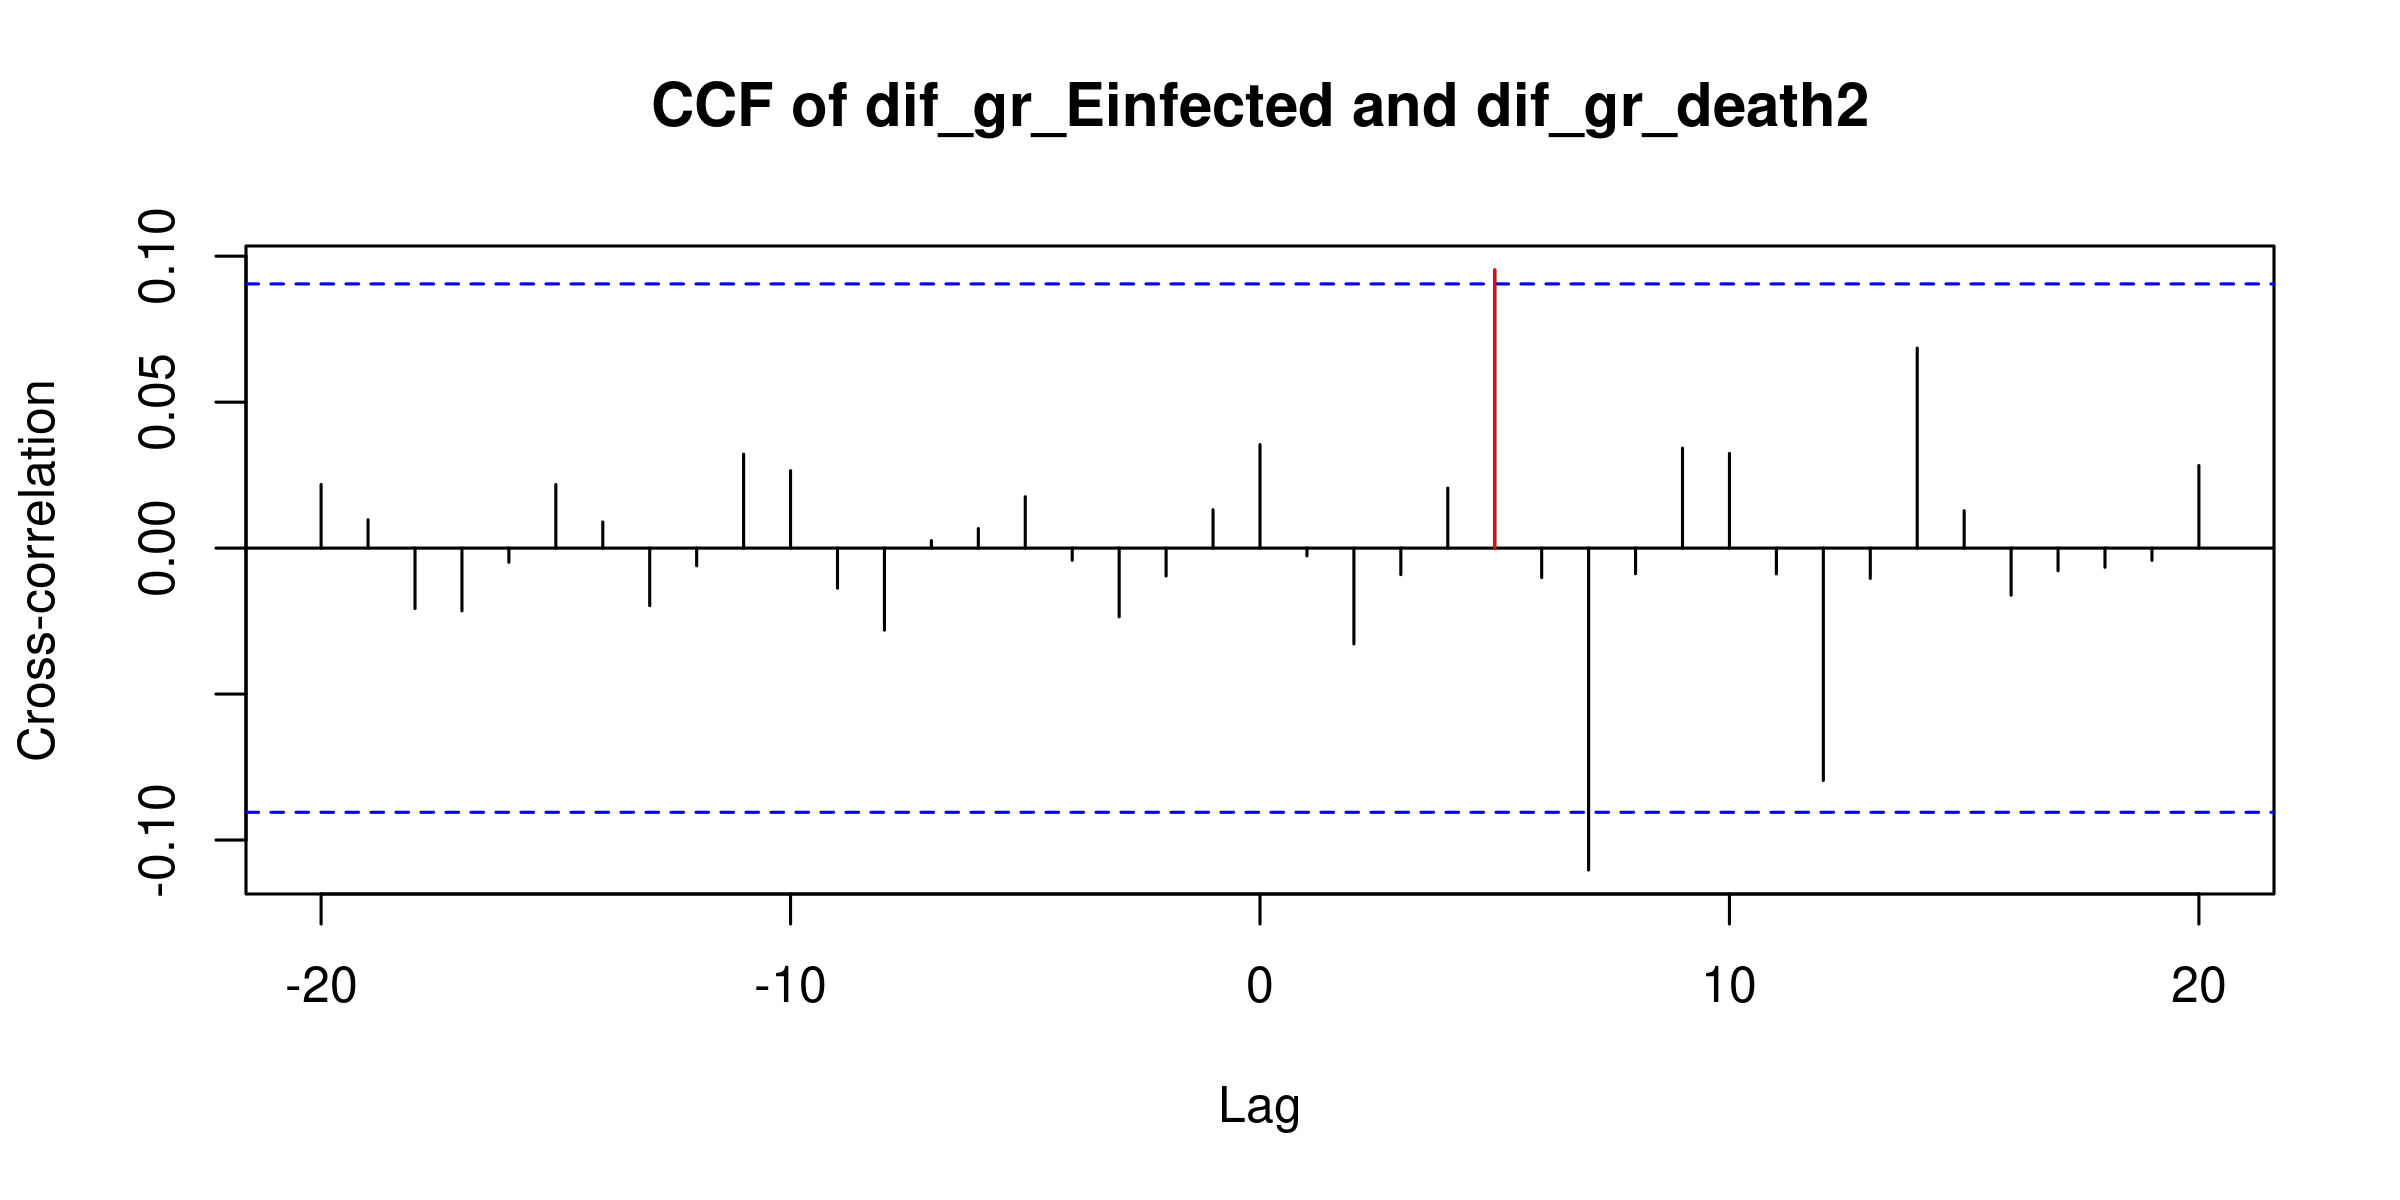 CCF of dif_gr_Einfected and dif_gr_death2
Cross-correlation
0.10
0.05
0.00
-0.10
-20 -10 0 10 20
Lag